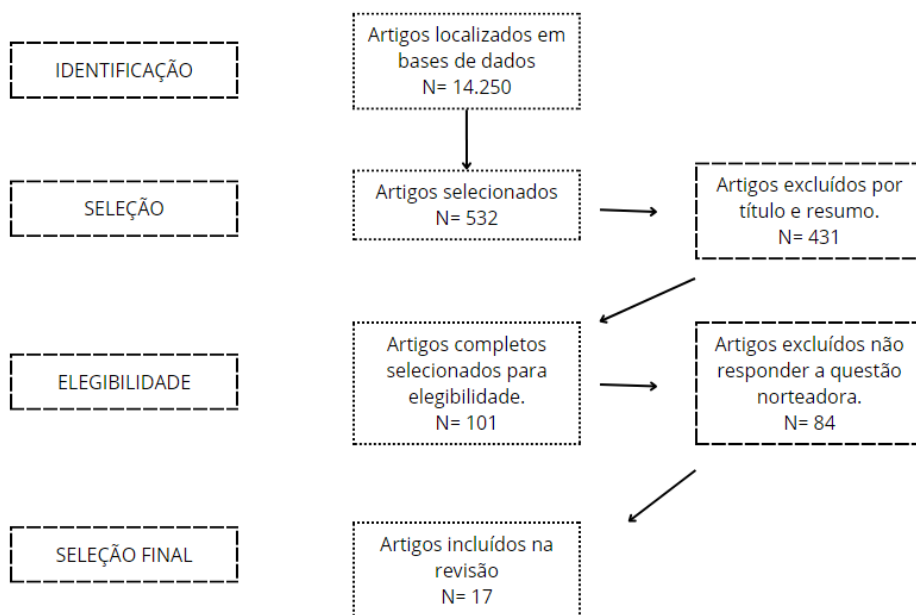 IDENTIFICAÇÃO
Artigos localizados em
bases de dados
N= 14.250
SELEÇÃO
Artigos selecionados
N= 532
Artigos excluídos por
título e resumo.
N= 431
ELEGIBILIDADE
Artigos completos
selecionados para
elegibilidade.
N= 101
Artigos excluídos não
responder a questão
norteadora.
N= 84
SELEÇÃO FINAL
Artigos incluídos na
revisão
N= 17